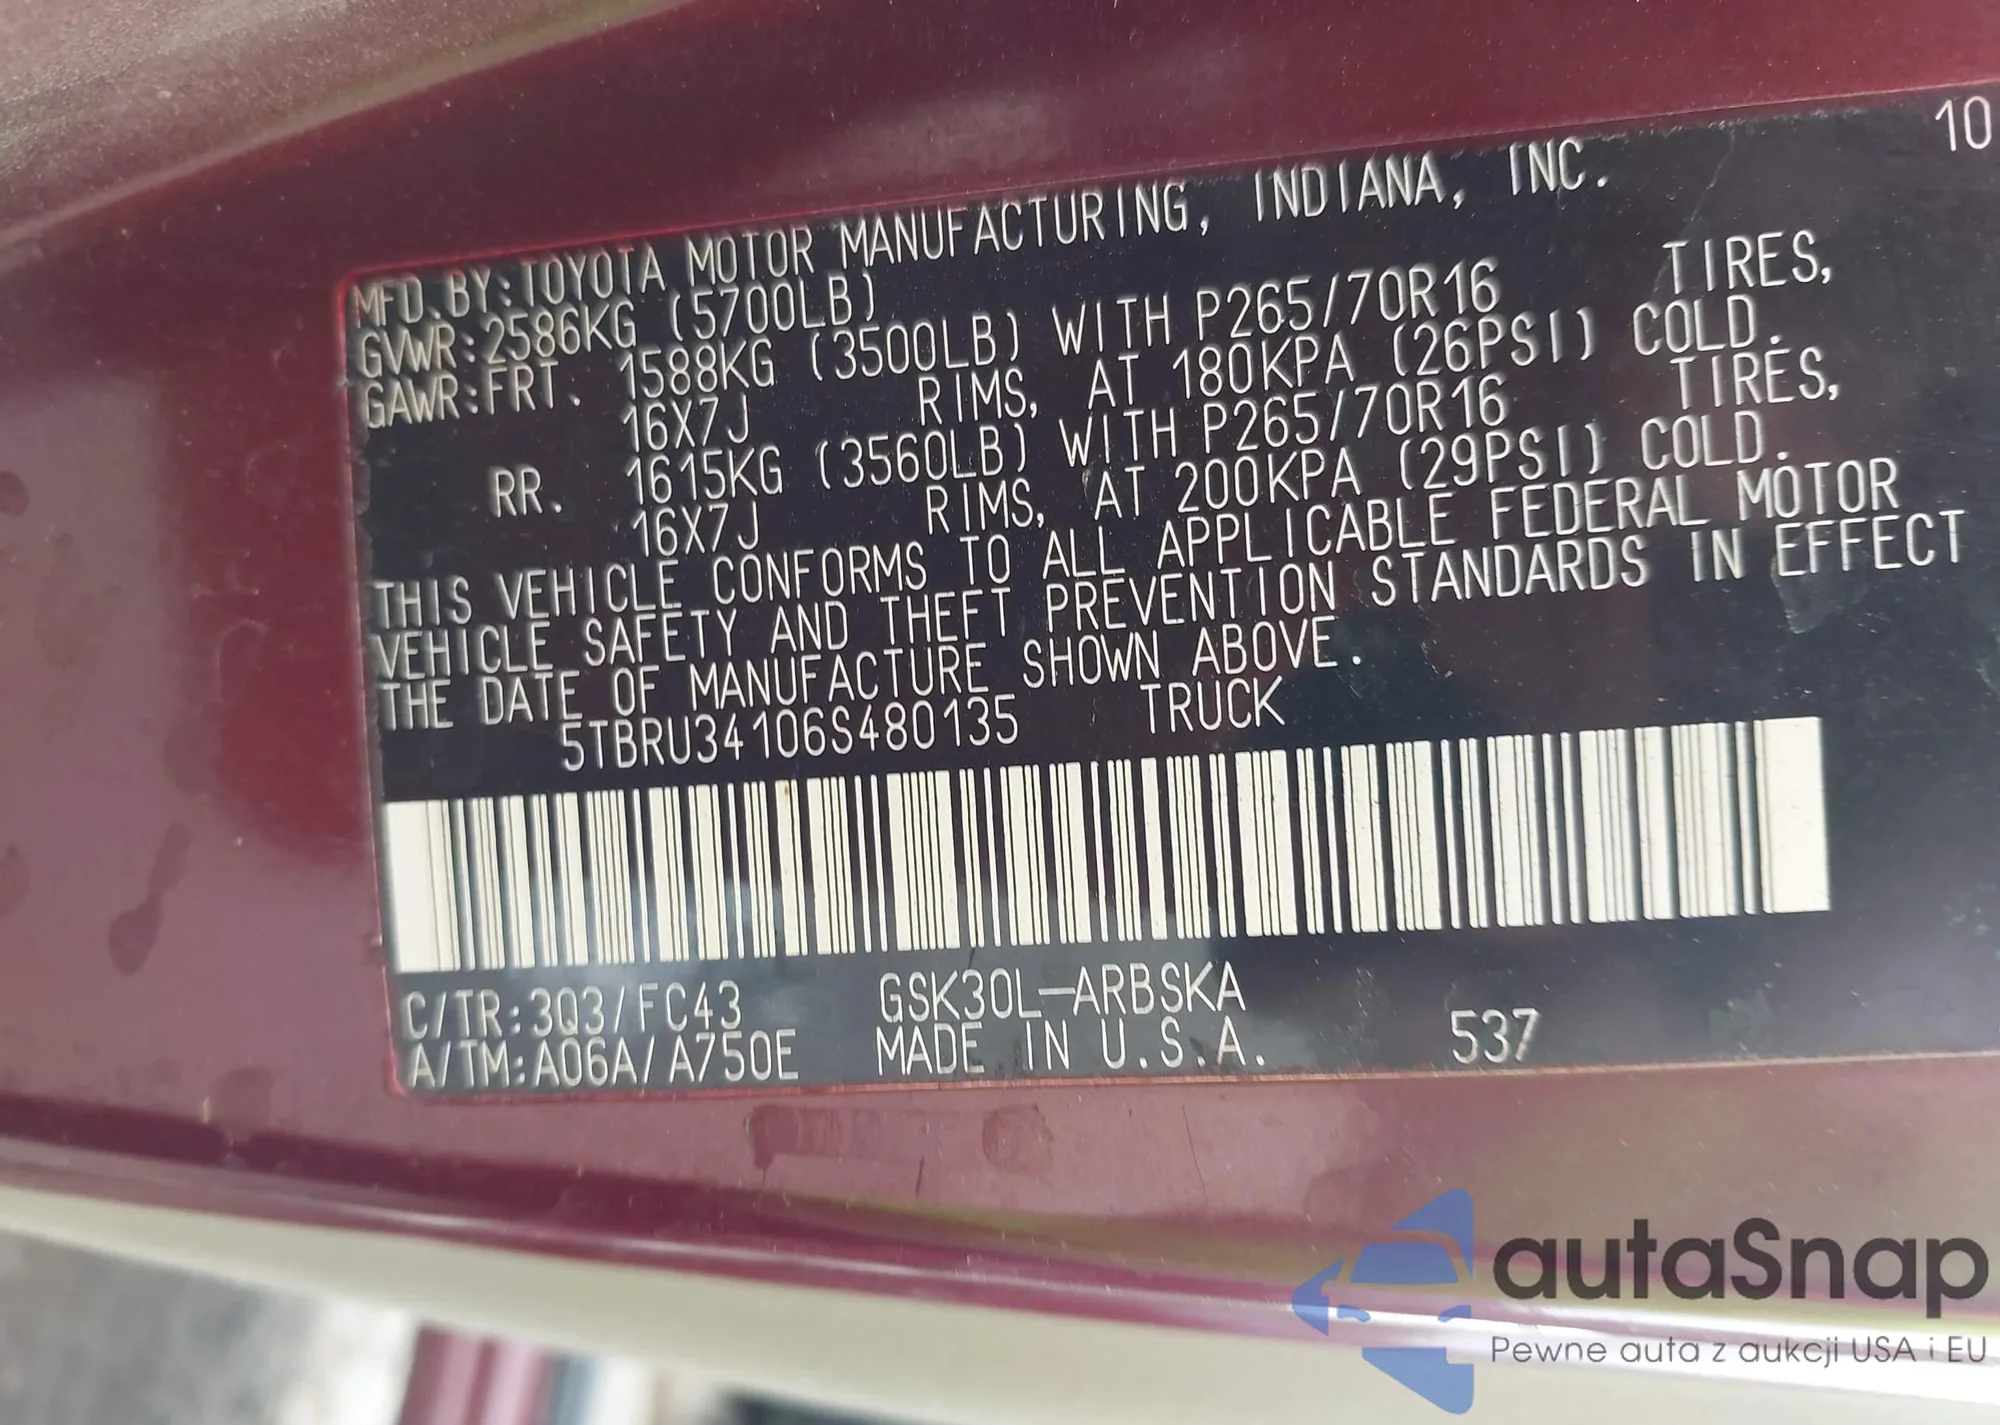 10
MFD. BY: TOYOTA MOTOR MANUFACTURING, INDIANA, INC.
GVWR: 2586KG (5700LB)
GAWR: FRT. 1588KG (3500LB) WITH P265/70R16 TIRES,
16X7J RIMS, AT 180KPA (26PSI) COLD.
RR. 1615KG (3560LB) WITH P265/70R16 TIRES,
16X7J RIMS, AT 200KPA (29PSI) COLD.
THIS VEHICLE CONFORMS TO ALL APPLICABLE FEDERAL MOTOR
VEHICLE SAFETY AND THEFT PREVENTION STANDARDS IN EFFECT
THE DATE OF MANUFACTURE SHOWN ABOVE.
5TBRU34106S480135 TRUCK
C/TR: 3Q3/FC43 GSK30L-ARBSKA
A/TM: A06A/A750E MADE IN U.S.A. 537
autaSnap
Pewne auta z aukcji USA i EU